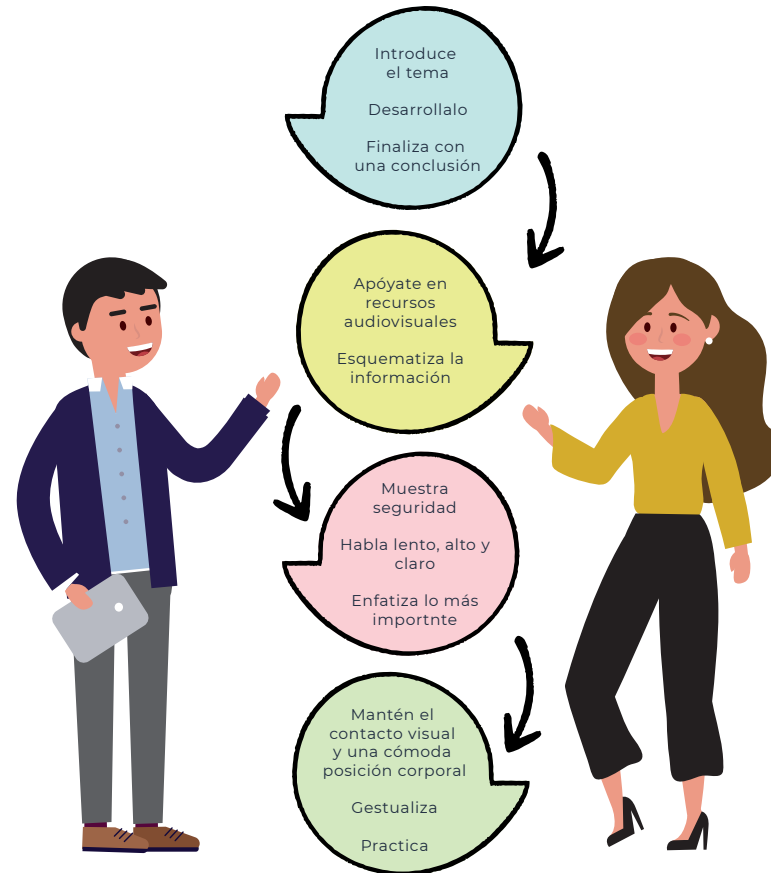 Introduce
el tema
Desarrollalo
Finaliza con
una conclusión
Apóyate en
recursos
audiovisuales
Esquematiza la
información
Muestra
seguridad
Habla lento, alto y
claro
Enfatiza lo más
importnte
Mantén el
contacto visual
y una cómoda
posición corporal
Gestualiza
Practica